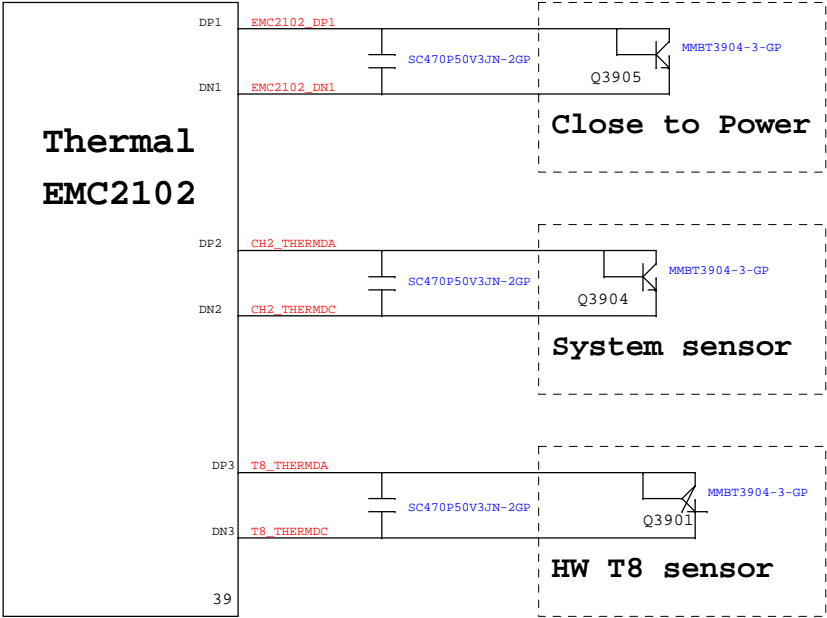 DP1 EMC2102_DP1
MMBT3904-3-GP
SC470P50V3JN-2GP
Q3905
DN1 EMC2102_DN1
Close to Power
Thermal
EMC2102
DP2 CH2_THERMDA
MMBT3904-3-GP
SC470P50V3JN-2GP
Q3904
DN2 CH2_THERMDC
System sensor
DP3 T8_THERMDA
MMBT3904-3-GP
SC470P50V3JN-2GP
Q3901
DN3 T8_THERMDC
HW T8 sensor
39